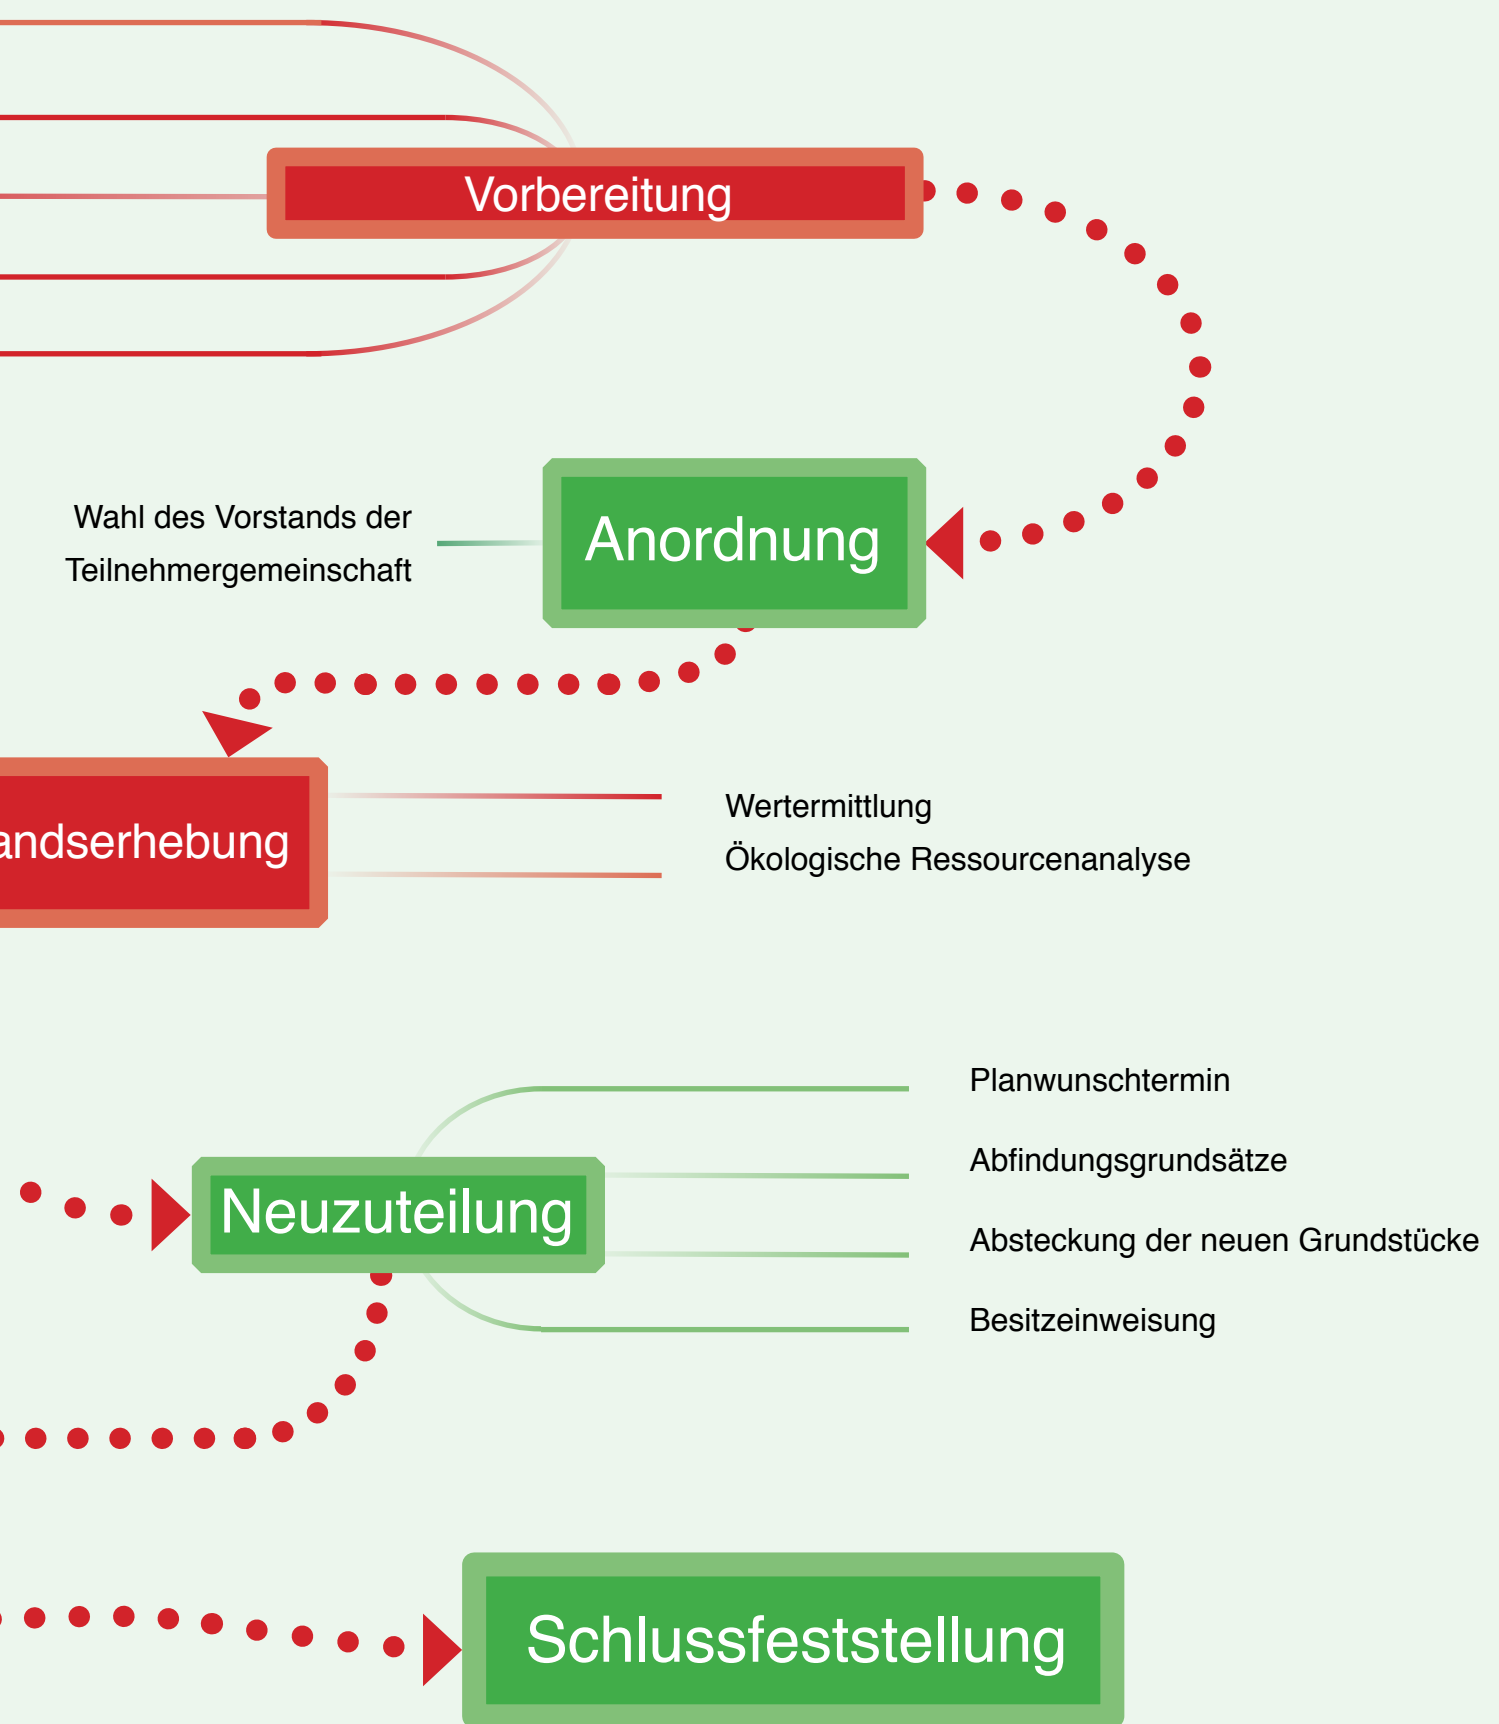 Vorbereitung
Wahl des Vorstands der
Teilnehmergemeinschaft
Anordnung
andserhebung
Wertermittlung
Ökologische Ressourcenanalyse
Planwunschtermin
Abfindungsgrundsätze
Neuzuteilung
Absteckung der neuen Grundstücke
Besitzeinweisung
Schlussfeststellung